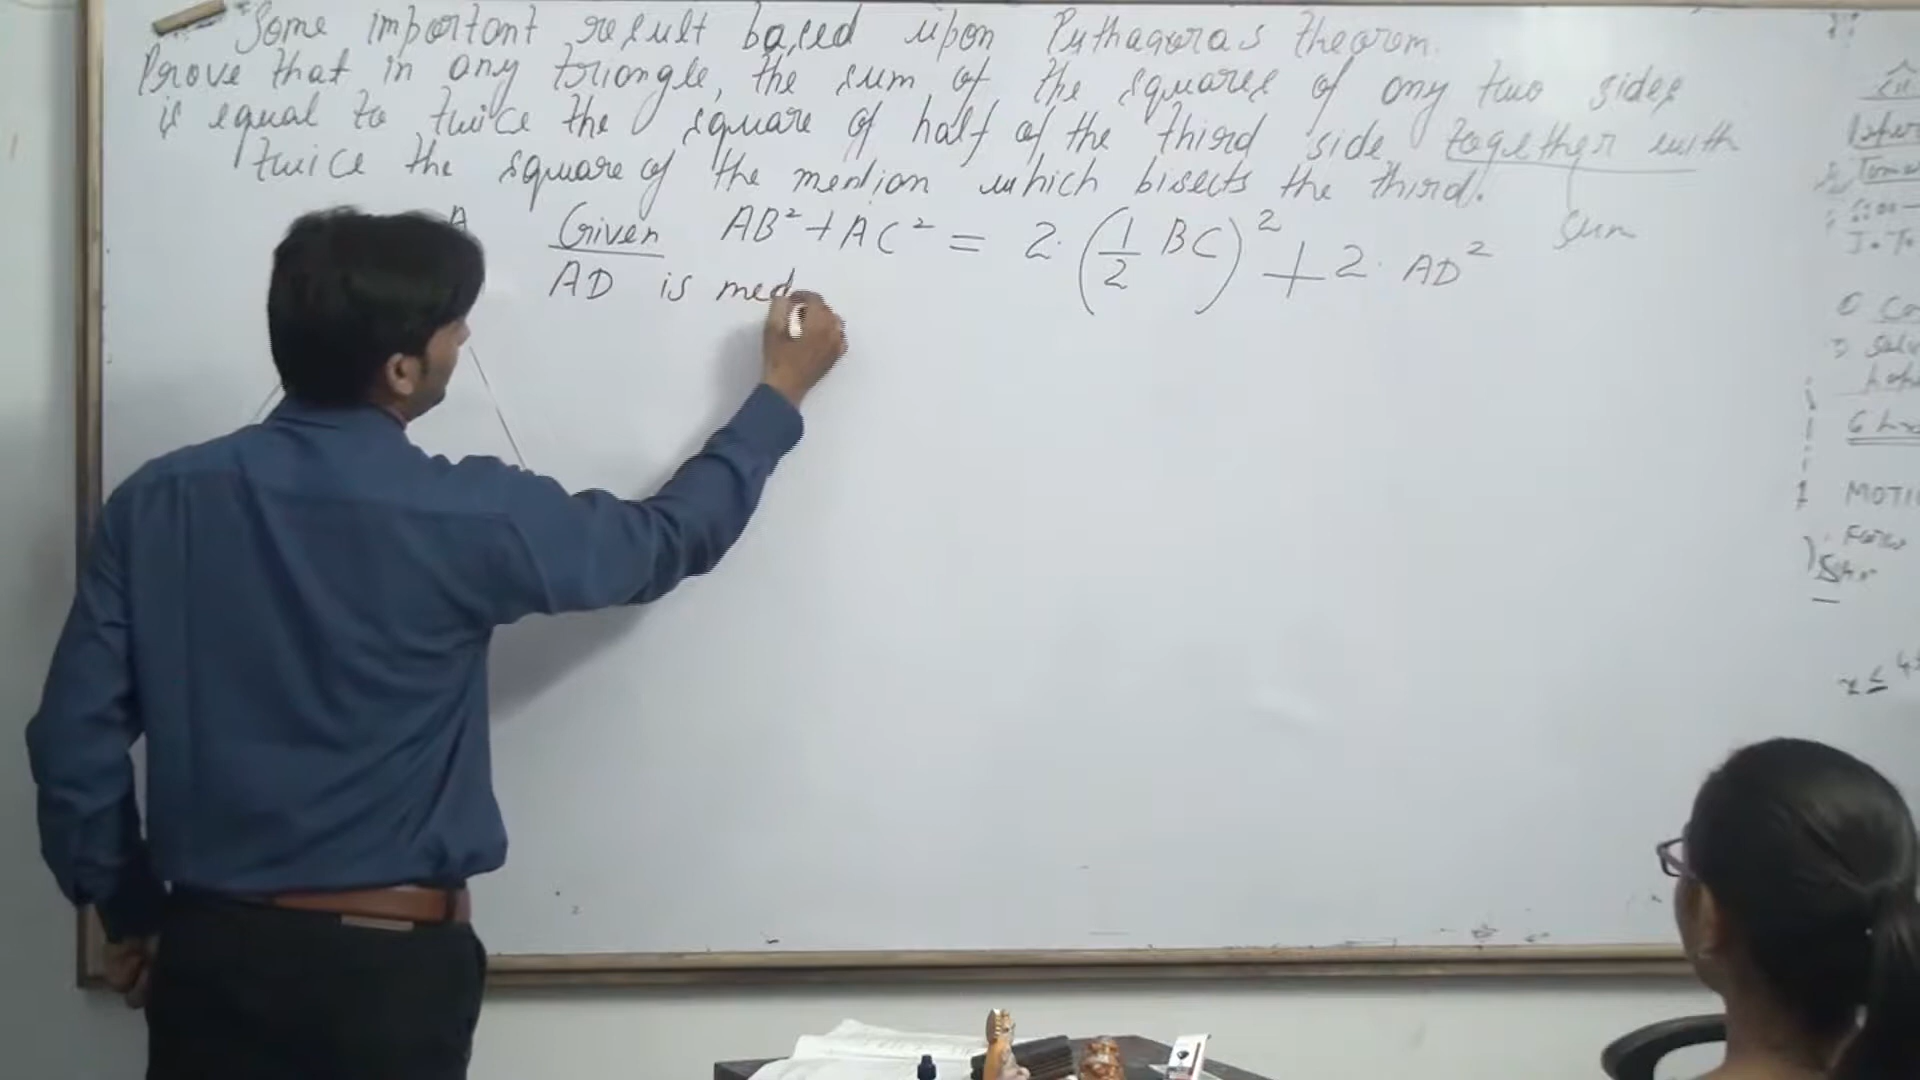 Some important result based upon Pythagoras theorem.
Prove that in any triangle, the sum of the squares of any two sides
is equal to twice the square of half of the third side together with
twice the square of the median which bisects the third.
sum
A
Given AB² + AC² = 2·(1/2 BC)² + 2·AD²
AD is med
MOTI